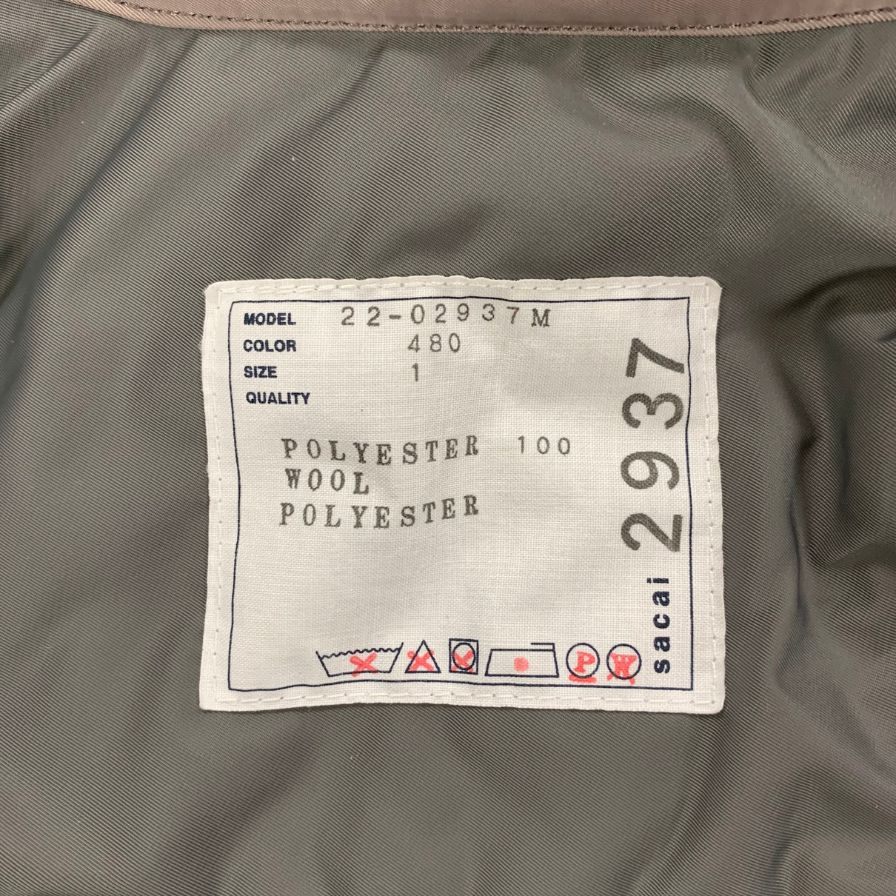 MODEL 22-02937M
COLOR 480
SIZE 1
QUALITY
POLYESTER 100
WOOL
POLYESTER
P W
sacai 2937